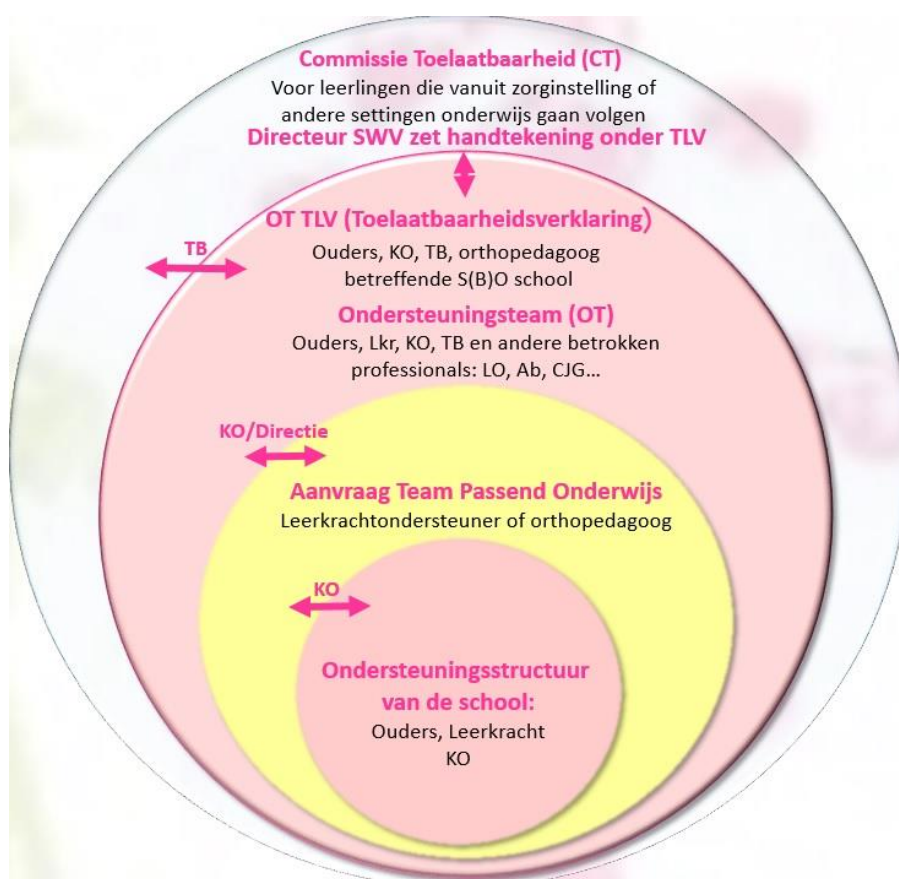 Commissie Toelaatbaarheid (CT)
Voor leerlingen die vanuit zorginstelling of
andere settingen onderwijs gaan volgen
Directeur SWV zet handtekening onder TLV
OT TLV (Toelaatbaarheidsverklaring)
TB
Ouders, KO, TB, orthopedagoog
betreffende S(B)O school
Ondersteuningsteam (OT)
Ouders, Lkr, KO, TB en andere betrokken
professionals: LO, Ab, CJG...
KO/Directie
Aanvraag Team Passend Onderwijs
Leerkrachtondersteuner of orthopedagoog
KO
Ondersteuningsstructuur
van de school:
Ouders, Leerkracht
KO